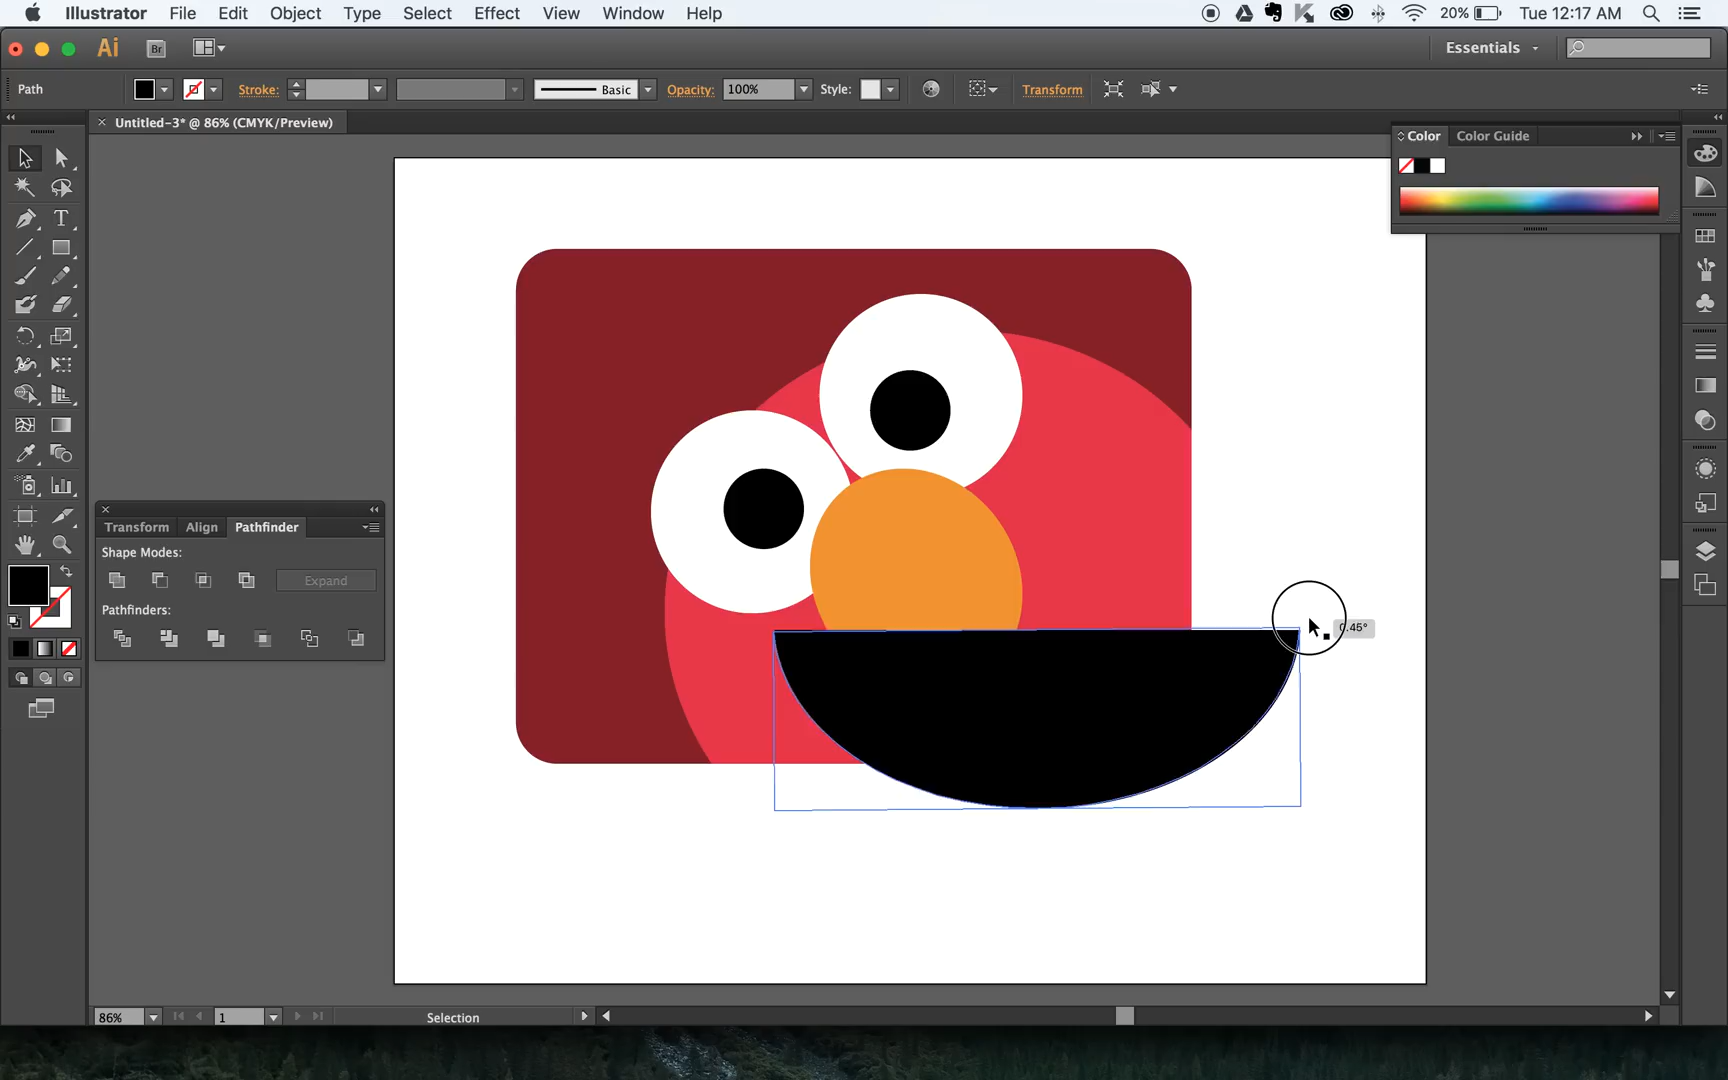 Illustrator File Edit Object Type Select Effect View Window Help 20% Tue 12:17 AM
Ai Br Essentials
Path Stroke: Basic Opacity: 100% Style: Transform
× Untitled-3* @ 86% (CMYK/Preview)
Color Color Guide
Transform Align Pathfinder
Shape Modes:
Expand
Pathfinders:
0.45°
86% 1 Selection